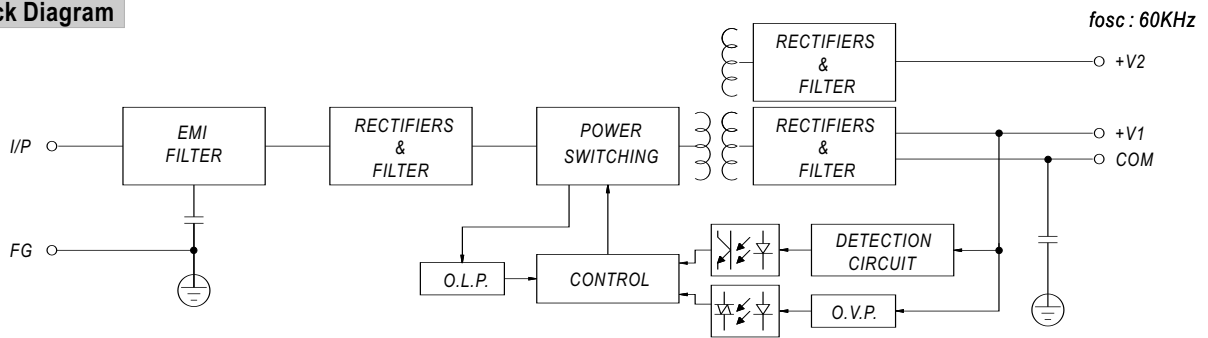 ck Diagram
fosc : 60KHz
RECTIFIERS
&
FILTER
+V2
I/P
EMI
FILTER
RECTIFIERS
&
FILTER
POWER
SWITCHING
RECTIFIERS
&
FILTER
+V1
COM
FG
O.L.P.
CONTROL
DETECTION
CIRCUIT
O.V.P.